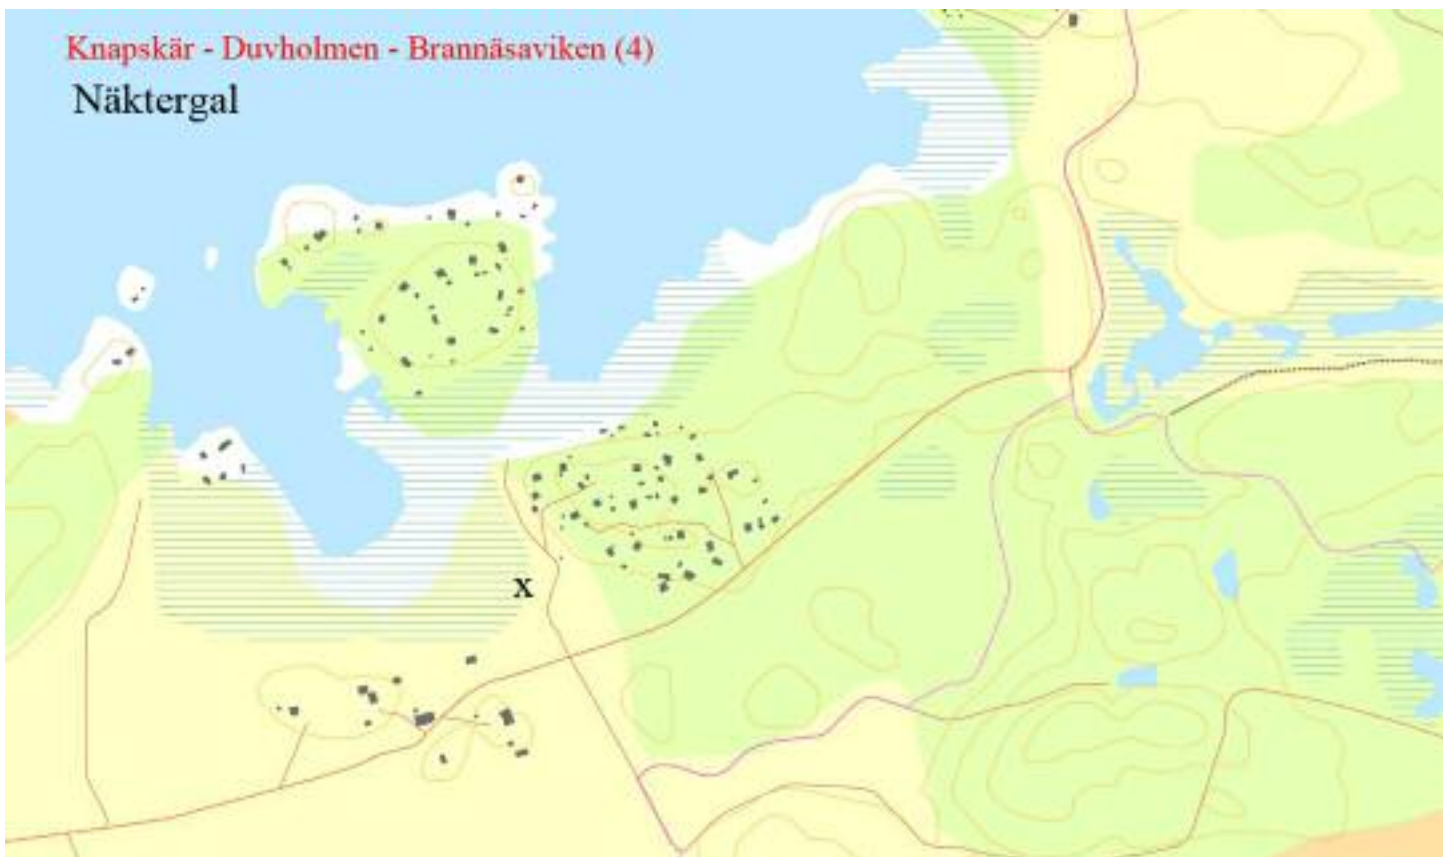 Knapskär - Duvholmen - Brannäsaviken (4)
Näktergal
x